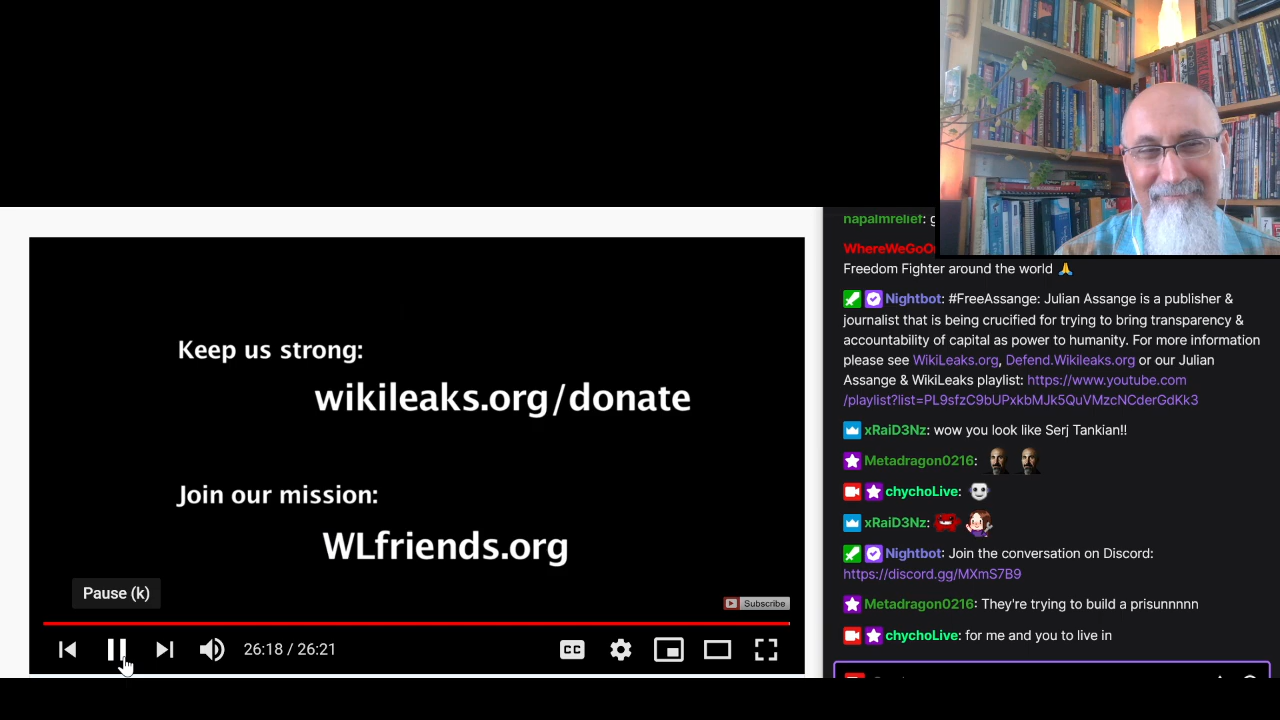 Keep us strong:
wikileaks.org/donate
Join our mission:
WLfriends.org
Pause (k)
Subscribe
26:18 / 26:21
CC
napalmrelief:
Freedom Fighter around the world 🙏
Nightbot: #FreeAssange: Julian Assange is a publisher &
journalist that is being crucified for trying to bring transparency &
accountability of capital as power to humanity. For more information
please see WikiLeaks.org, Defend.Wikileaks.org or our Julian
Assange & WikiLeaks playlist: https://www.youtube.com
/playlist?list=PL9sfzC9bUPxkbMJk5QuVMzcNCderGdKk3
xRaiD3Nz: wow you look like Serj Tankian!!
Metadragon0216:
chychoLive:
xRaiD3Nz:
Nightbot: Join the conversation on Discord:
https://discord.gg/MXmS7B9
Metadragon0216: They're trying to build a prisunnnnn
chychoLive: for me and you to live in